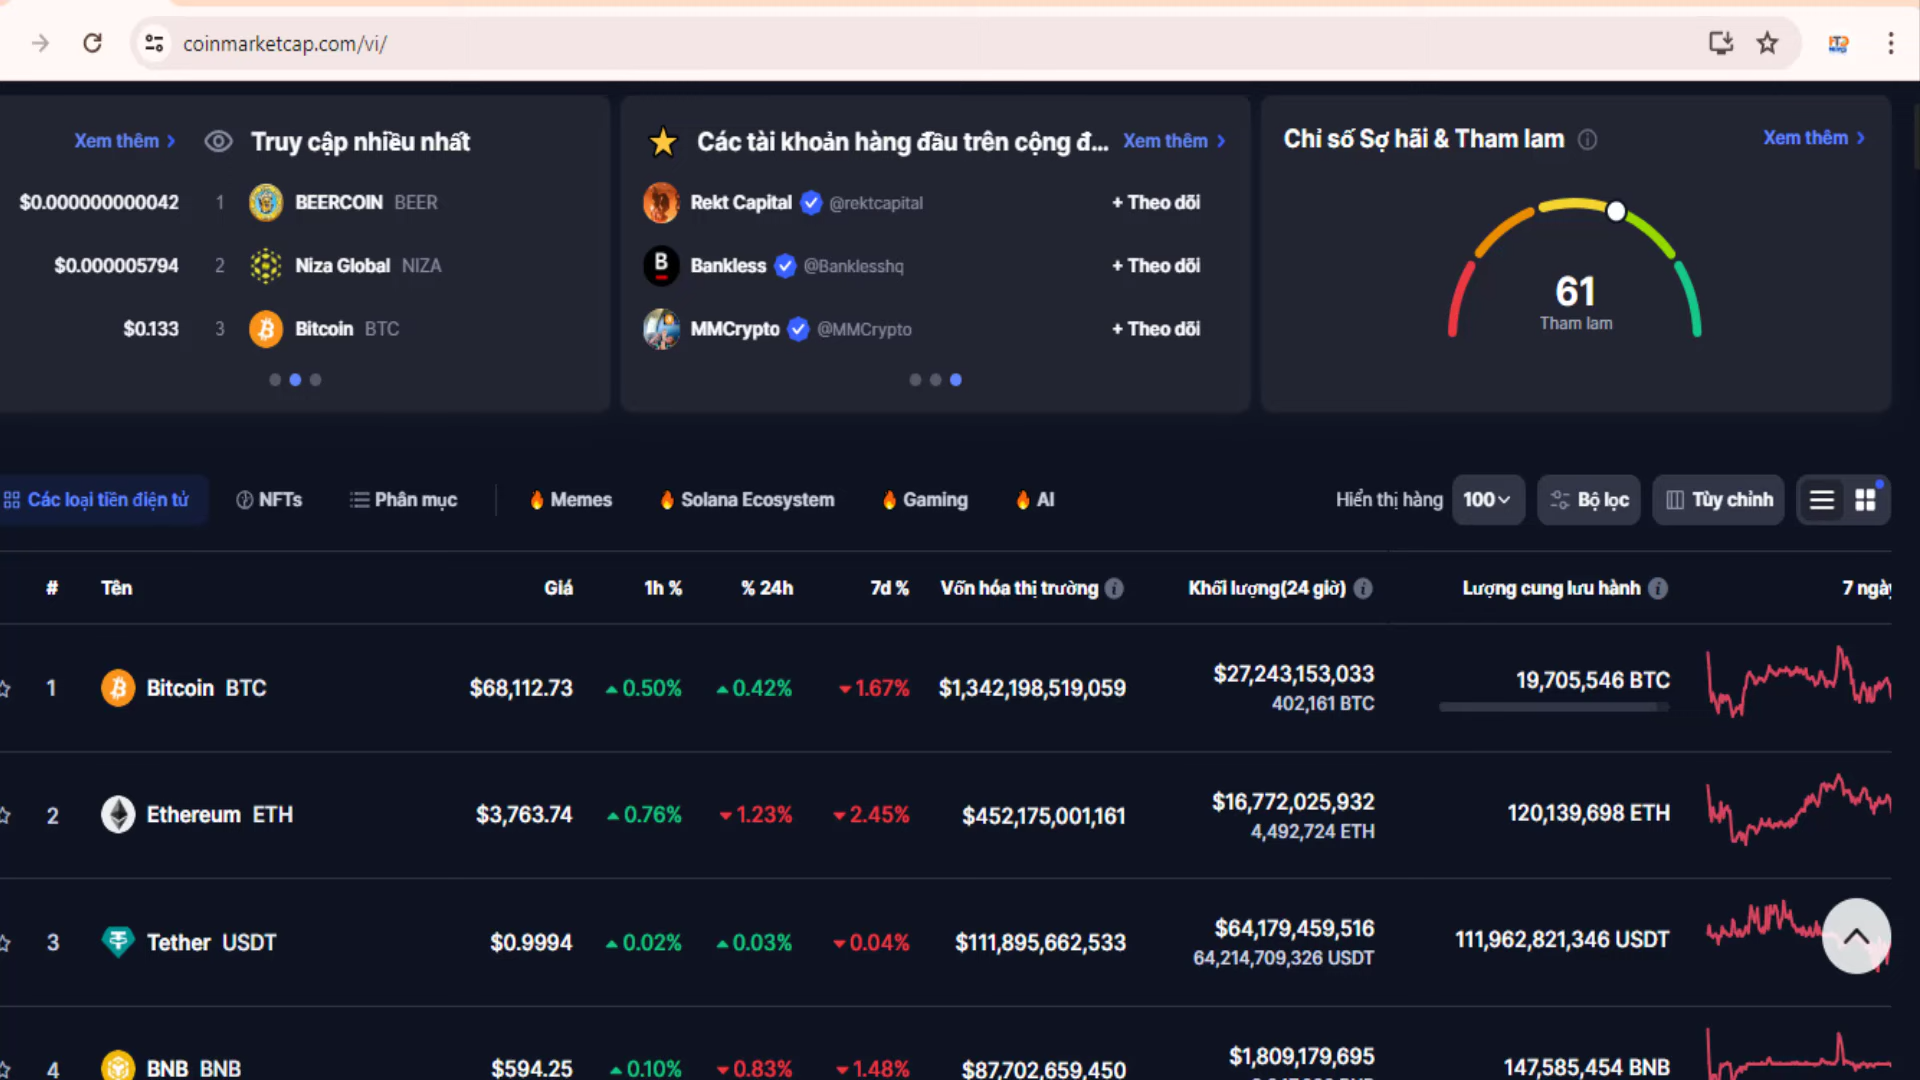 coinmarketcap.com/vi/
Xem thêm
Truy cập nhiều nhất
$0.000000000042 1 BEERCOIN BEER
$0.000005794 2 Niza Global NIZA
$0.133 3 Bitcoin BTC
Các tài khoản hàng đầu trên cộng đ... Xem thêm
Rekt Capital @rektcapital + Theo dõi
B Bankless @Banklesshq + Theo dõi
MMCrypto @MMCrypto + Theo dõi
Chỉ số Sợ hãi & Tham lam Xem thêm
61
Tham lam
Các loại tiền điện tử NFTs Phân mục Memes Solana Ecosystem Gaming AI Hiển thị hàng 100 Bộ lọc Tùy chỉnh
# Tên Giá 1h % % 24h 7d % Vốn hóa thị trường Khối lượng(24 giờ) Lượng cung lưu hành 7 ngày
1 Bitcoin BTC $68,112.73 0.50% 0.42% 1.67% $1,342,198,519,059 $27,243,153,033 19,705,546 BTC
402,161 BTC
2 Ethereum ETH $3,763.74 0.76% 1.23% 2.45% $452,175,001,161 $16,772,025,932 120,139,698 ETH
4,492,724 ETH
3 Tether USDT $0.9994 0.02% 0.03% 0.04% $111,895,662,533 $64,179,459,516 111,962,821,346 USDT
64,214,709,326 USDT
4 BNB BNB $594.25 0.10% 0.83% 1.48% $87,702,659,450 $1,809,179,695 147,585,454 BNB